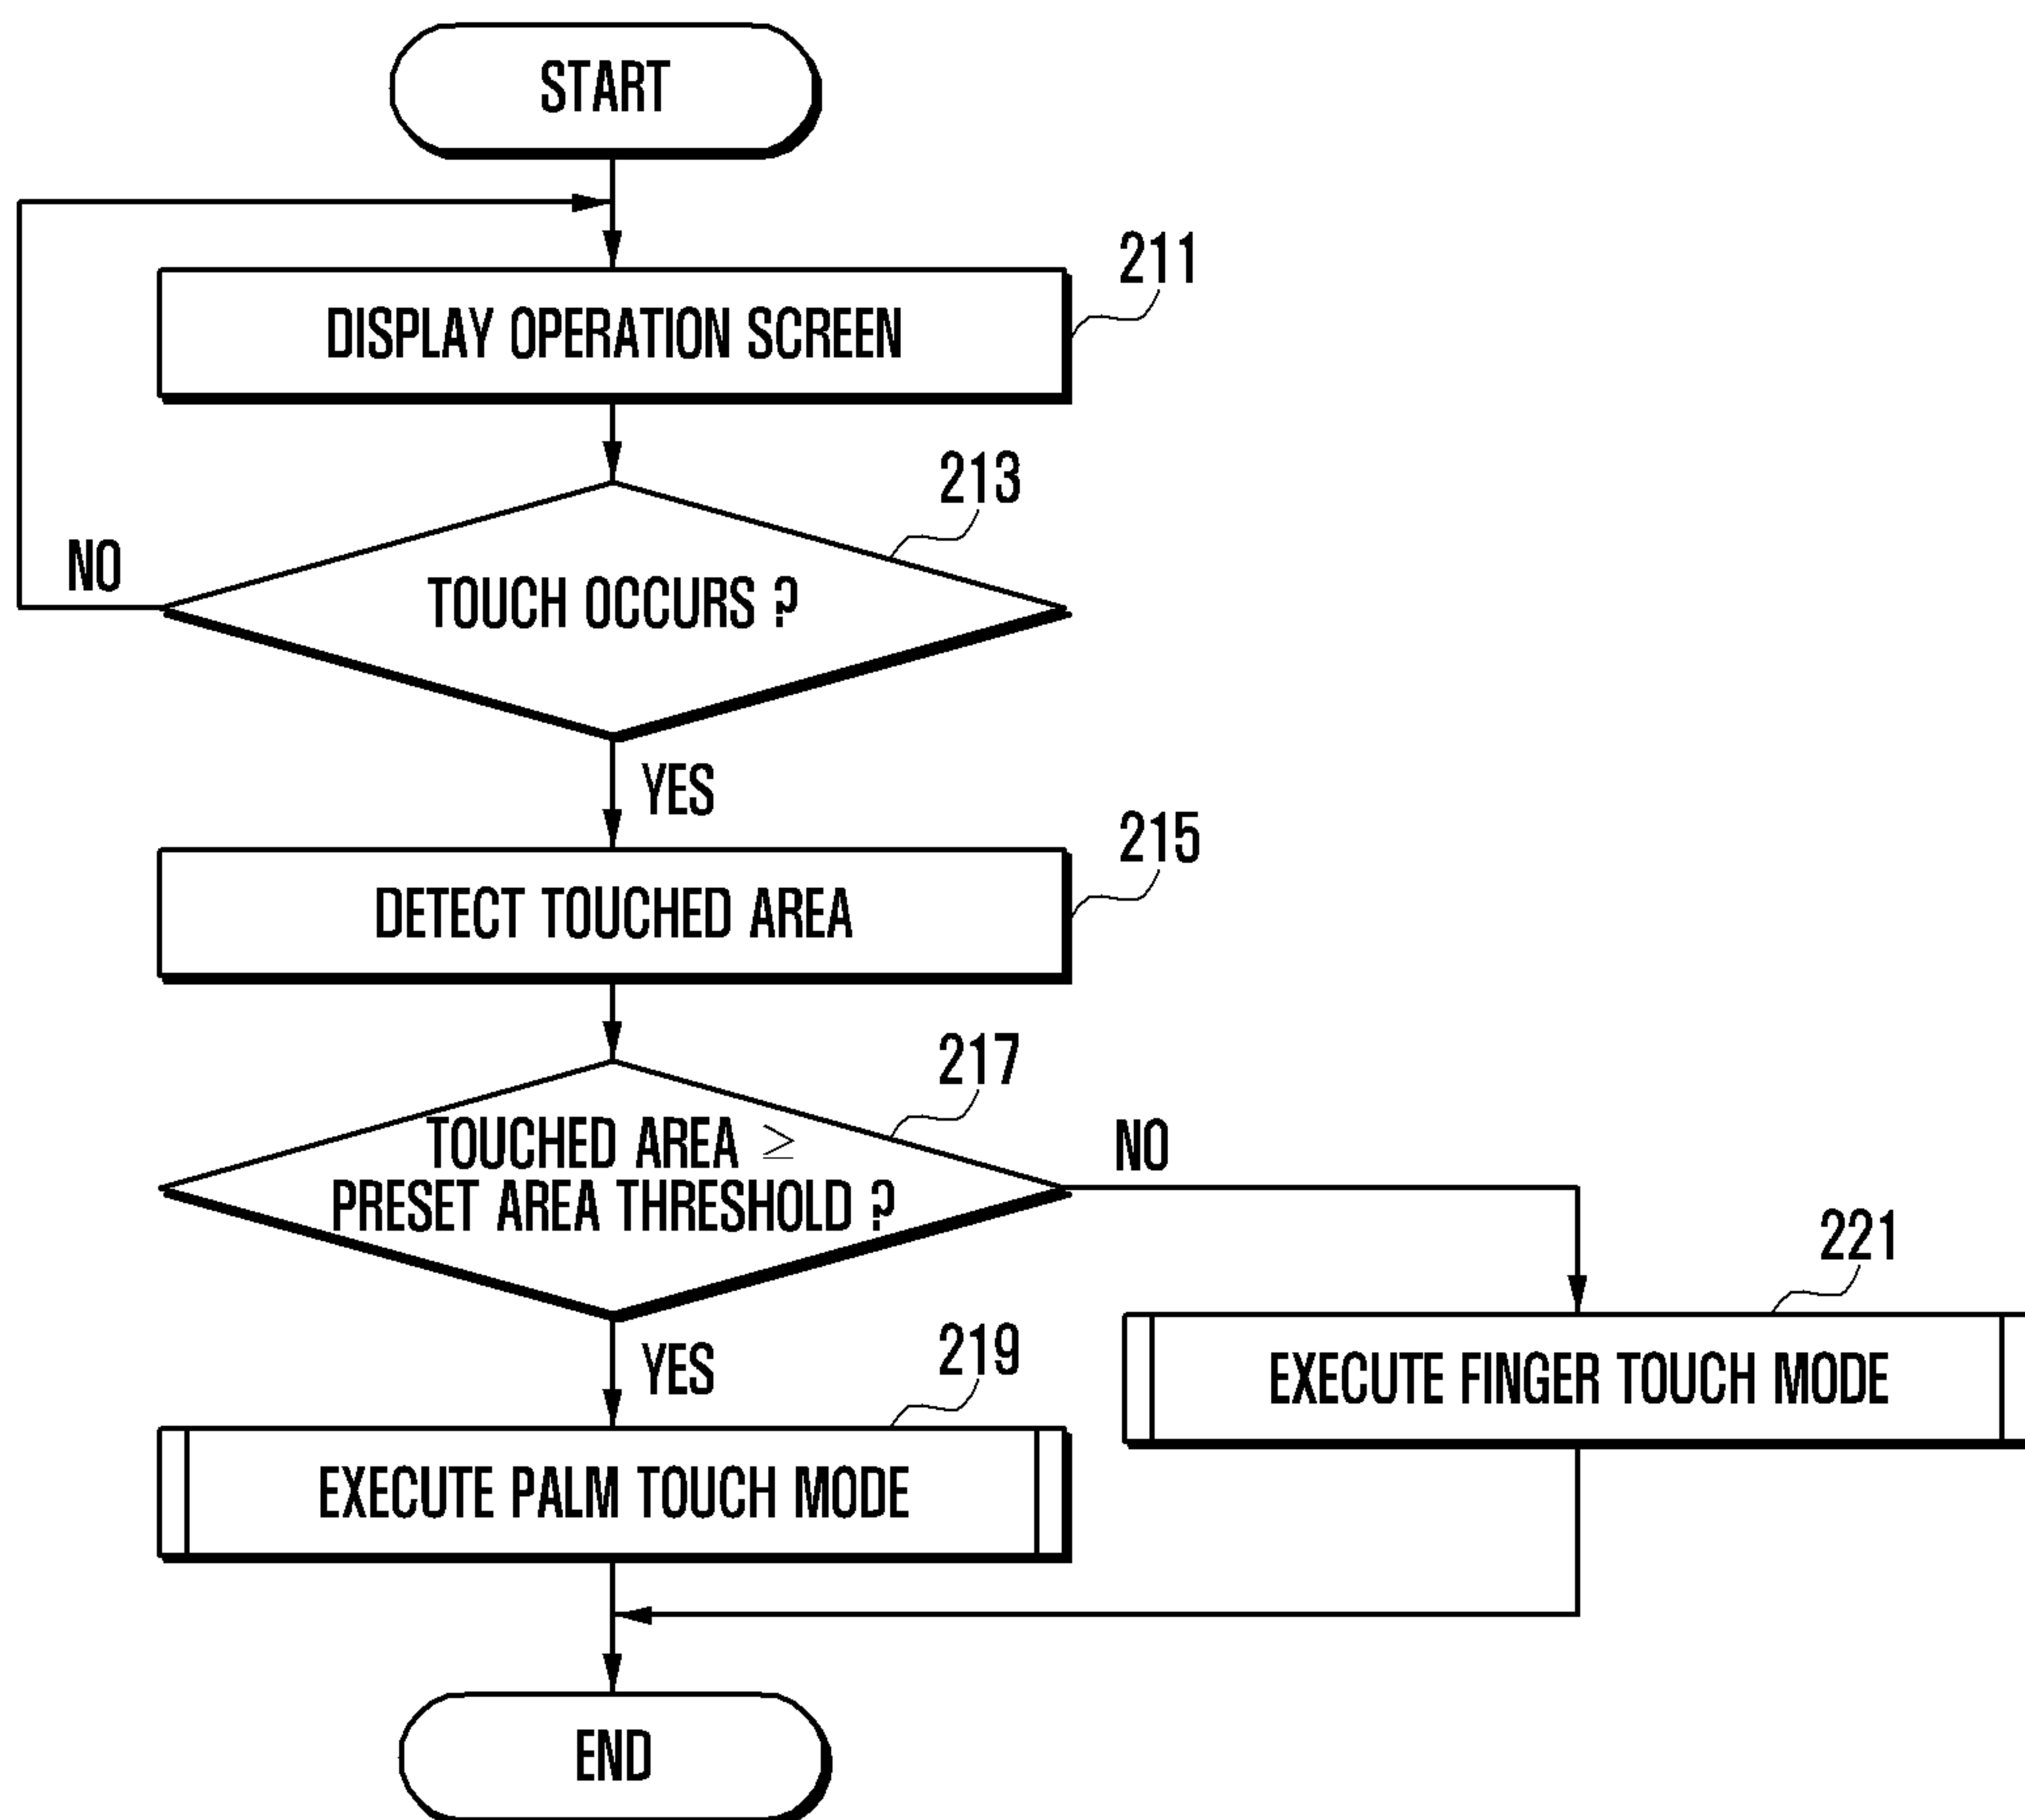 START
211
DISPLAY OPERATION SCREEN
213
NO
TOUCH OCCURS ?
YES
215
DETECT TOUCHED AREA
217
TOUCHED AREA ≥
PRESET AREA THRESHOLD ?
NO
221
EXECUTE FINGER TOUCH MODE
YES
219
EXECUTE PALM TOUCH MODE
END